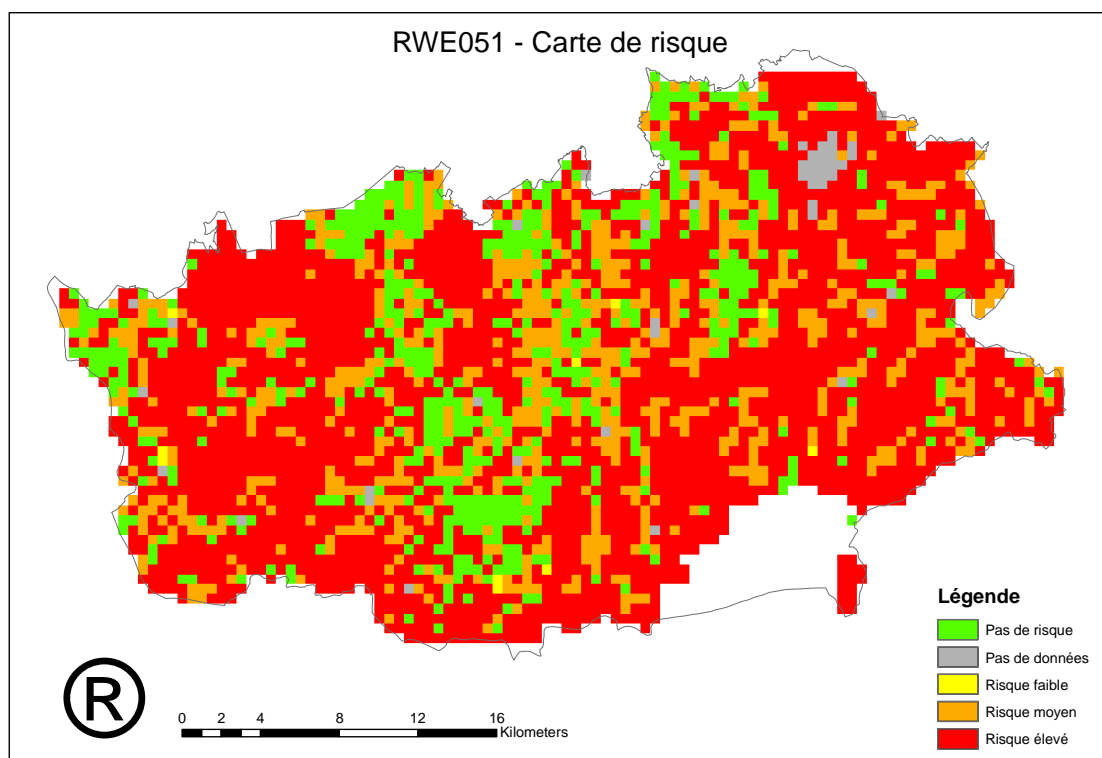 RWE051 - Carte de risque
Légende
Pas de risque
Pas de données
Risque faible
Risque moyen
Risque élevé
®
0 2 4 8 12 16
Kilometers